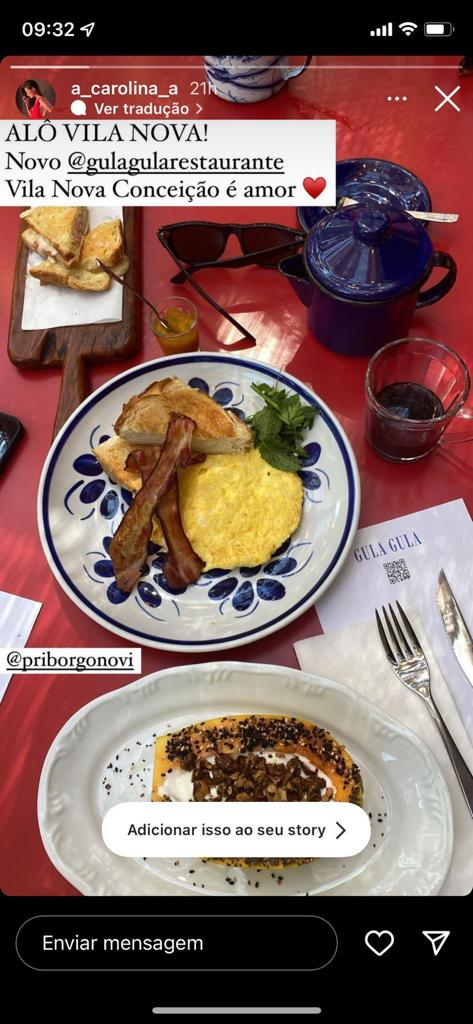 09:32
a_carolina_a 21h
Ver tradução >
ALÔ VILA NOVA!
Novo @gulagularestaurante
Vila Nova Conceição é amor ❤️
GULA GULA
@priborgonovi
Adicionar isso ao seu story >
Enviar mensagem